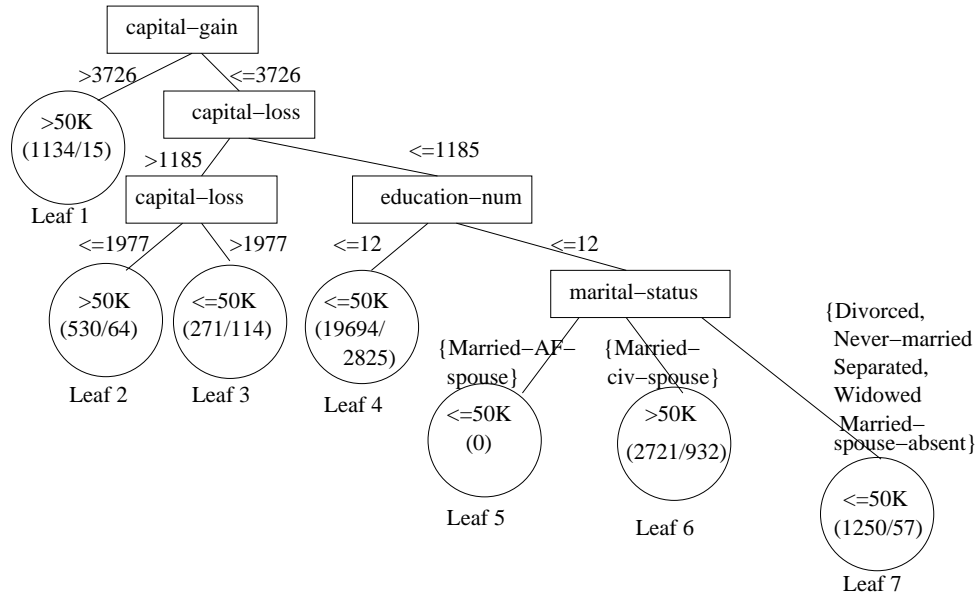 capital−gain
>3726
<=3726
>50K
(1134/15)
Leaf 1
capital−loss
>1185
<=1185
capital−loss
education−num
<=1977
>1977
<=12
<=12
>50K
(530/64)
Leaf 2
<=50K
(271/114)
Leaf 3
<=50K
(19694/
2825)
Leaf 4
marital−status
{Married−AF−
spouse}
{Married−
civ−spouse}
{Divorced,
Never−married
Separated,
Widowed
Married−
spouse−absent}
<=50K
(0)
Leaf 5
>50K
(2721/932)
Leaf 6
<=50K
(1250/57)
Leaf 7